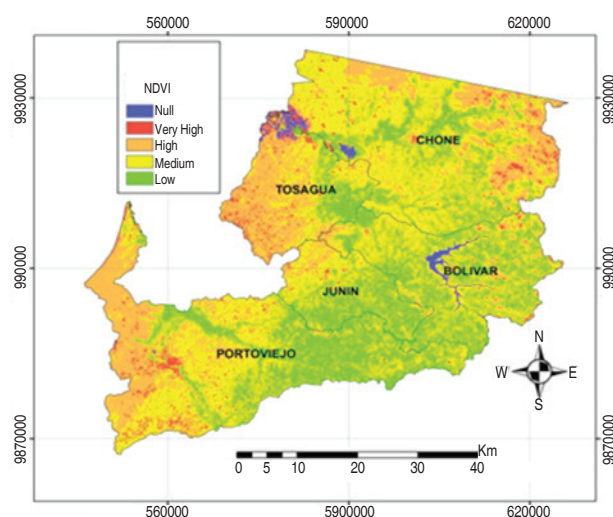 560000 590000 620000
9930000 9930000
NDVI
Null
Very High
High
Medium
Low
CHONE
TOSAGUA
990000 990000
BOLIVAR
JUNIN
PORTOVIEJO
N
W E
S
9870000 9870000
Km
0 5 10 20 30 40
560000 5900000 620000